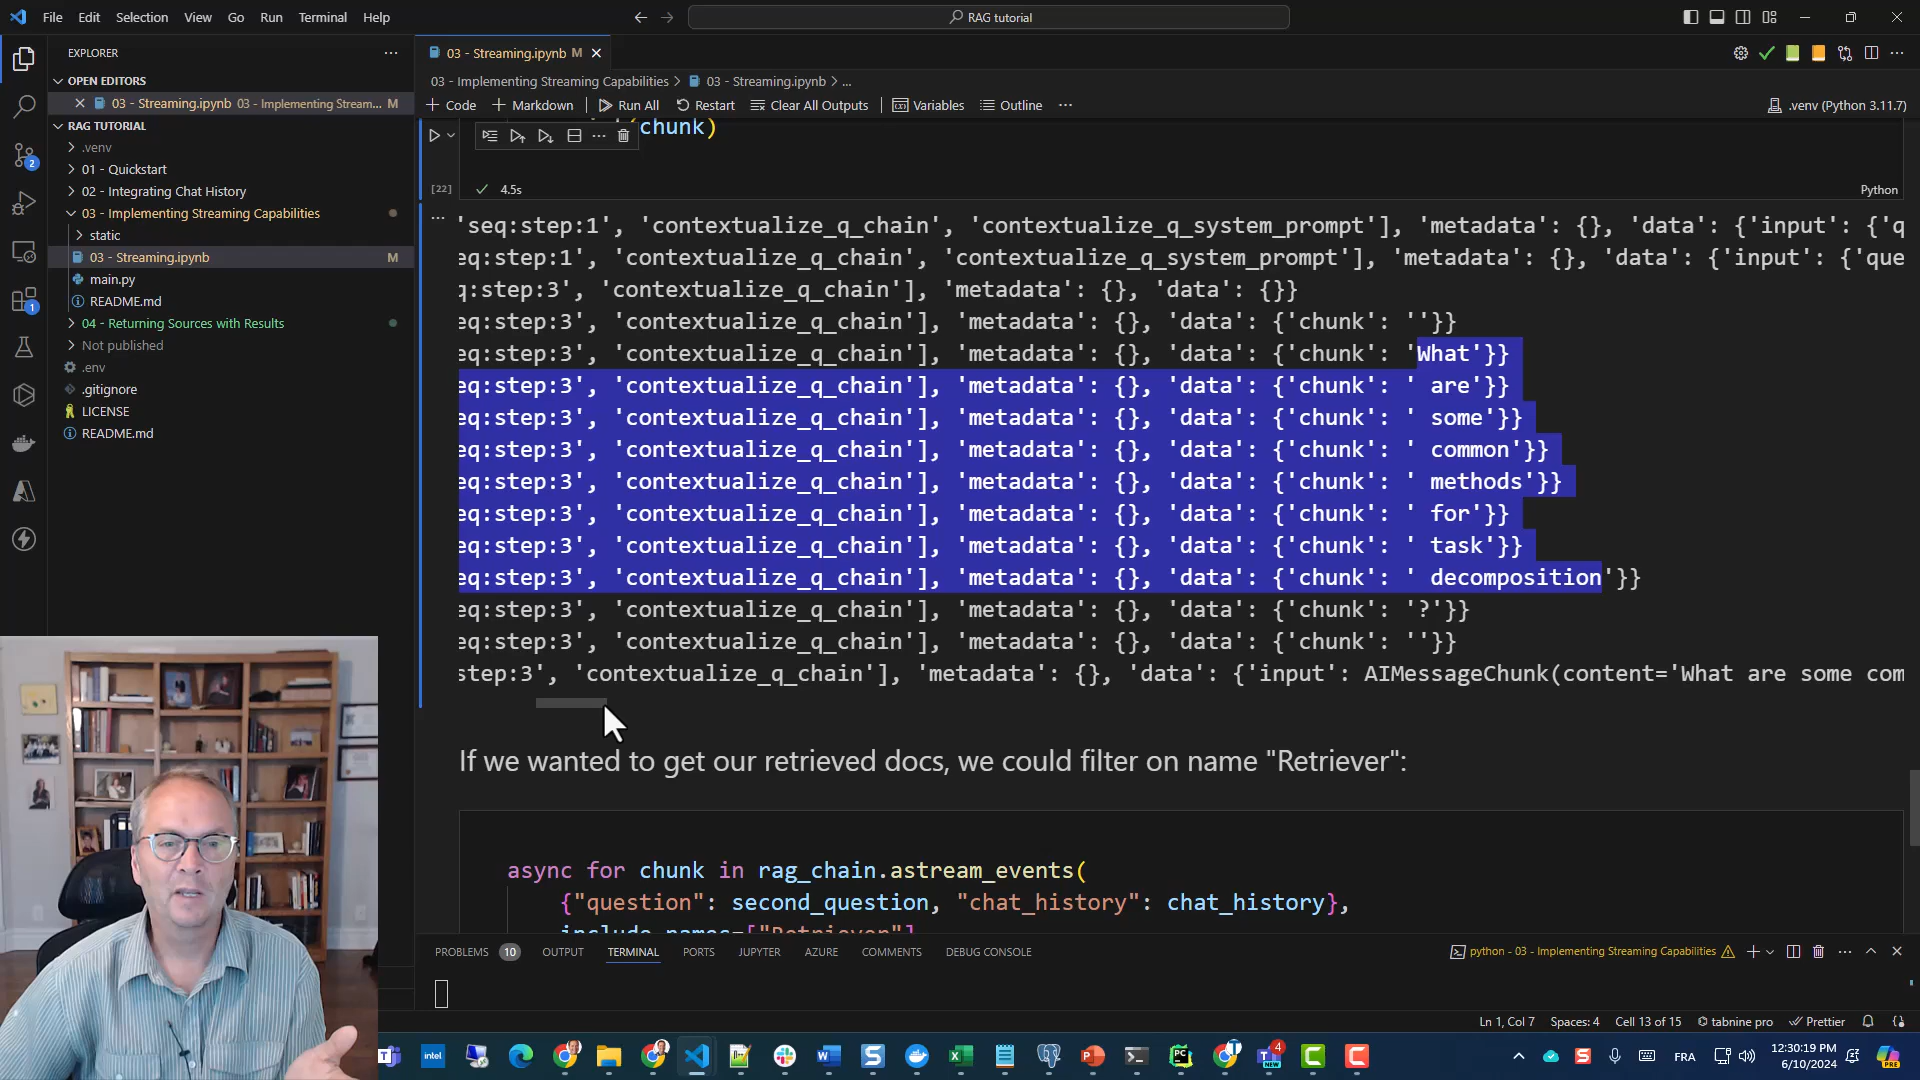 File Edit Selection View Go Run Terminal Help
RAG tutorial
EXPLORER
OPEN EDITORS
03 - Streaming.ipynb 03 - Implementing Stream... M
RAG TUTORIAL
.venv
01 - Quickstart
02 - Integrating Chat History
03 - Implementing Streaming Capabilities
static
03 - Streaming.ipynb M
main.py
README.md
04 - Returning Sources with Results
Not published
.env
.gitignore
LICENSE
README.md
2
1
03 - Streaming.ipynb M
03 - Implementing Streaming Capabilities > 03 - Streaming.ipynb > ...
Code Markdown Run All Restart Clear All Outputs Variables Outline .venv (Python 3.11.7)
(chunk)
[22] 4.5s Python
'seq:step:1', 'contextualize_q_chain', 'contextualize_q_system_prompt'], 'metadata': {}, 'data': {'input': {'q
eq:step:1', 'contextualize_q_chain', 'contextualize_q_system_prompt'], 'metadata': {}, 'data': {'input': {'que
q:step:3', 'contextualize_q_chain'], 'metadata': {}, 'data': {}}
eq:step:3', 'contextualize_q_chain'], 'metadata': {}, 'data': {'chunk': ''}}
eq:step:3', 'contextualize_q_chain'], 'metadata': {}, 'data': {'chunk': 'What'}}
eq:step:3', 'contextualize_q_chain'], 'metadata': {}, 'data': {'chunk': ' are'}}
eq:step:3', 'contextualize_q_chain'], 'metadata': {}, 'data': {'chunk': ' some'}}
eq:step:3', 'contextualize_q_chain'], 'metadata': {}, 'data': {'chunk': ' common'}}
eq:step:3', 'contextualize_q_chain'], 'metadata': {}, 'data': {'chunk': ' methods'}}
eq:step:3', 'contextualize_q_chain'], 'metadata': {}, 'data': {'chunk': ' for'}}
eq:step:3', 'contextualize_q_chain'], 'metadata': {}, 'data': {'chunk': ' task'}}
eq:step:3', 'contextualize_q_chain'], 'metadata': {}, 'data': {'chunk': ' decomposition'}}
eq:step:3', 'contextualize_q_chain'], 'metadata': {}, 'data': {'chunk': '?'}}
eq:step:3', 'contextualize_q_chain'], 'metadata': {}, 'data': {'chunk': ''}}
step:3', 'contextualize_q_chain'], 'metadata': {}, 'data': {'input': AIMessageChunk(content='What are some com
If we wanted to get our retrieved docs, we could filter on name "Retriever":
async for chunk in rag_chain.astream_events(
{"question": second_question, "chat_history": chat_history},
include_names=["Retriever"]
PROBLEMS 10 OUTPUT TERMINAL PORTS JUPYTER AZURE COMMENTS DEBUG CONSOLE
python - 03 - Implementing Streaming Capabilities
Ln 1, Col 7 Spaces: 4 Cell 13 of 15 tabnine pro Prettier
intel
4
FRA
12:30:19 PM
6/10/2024